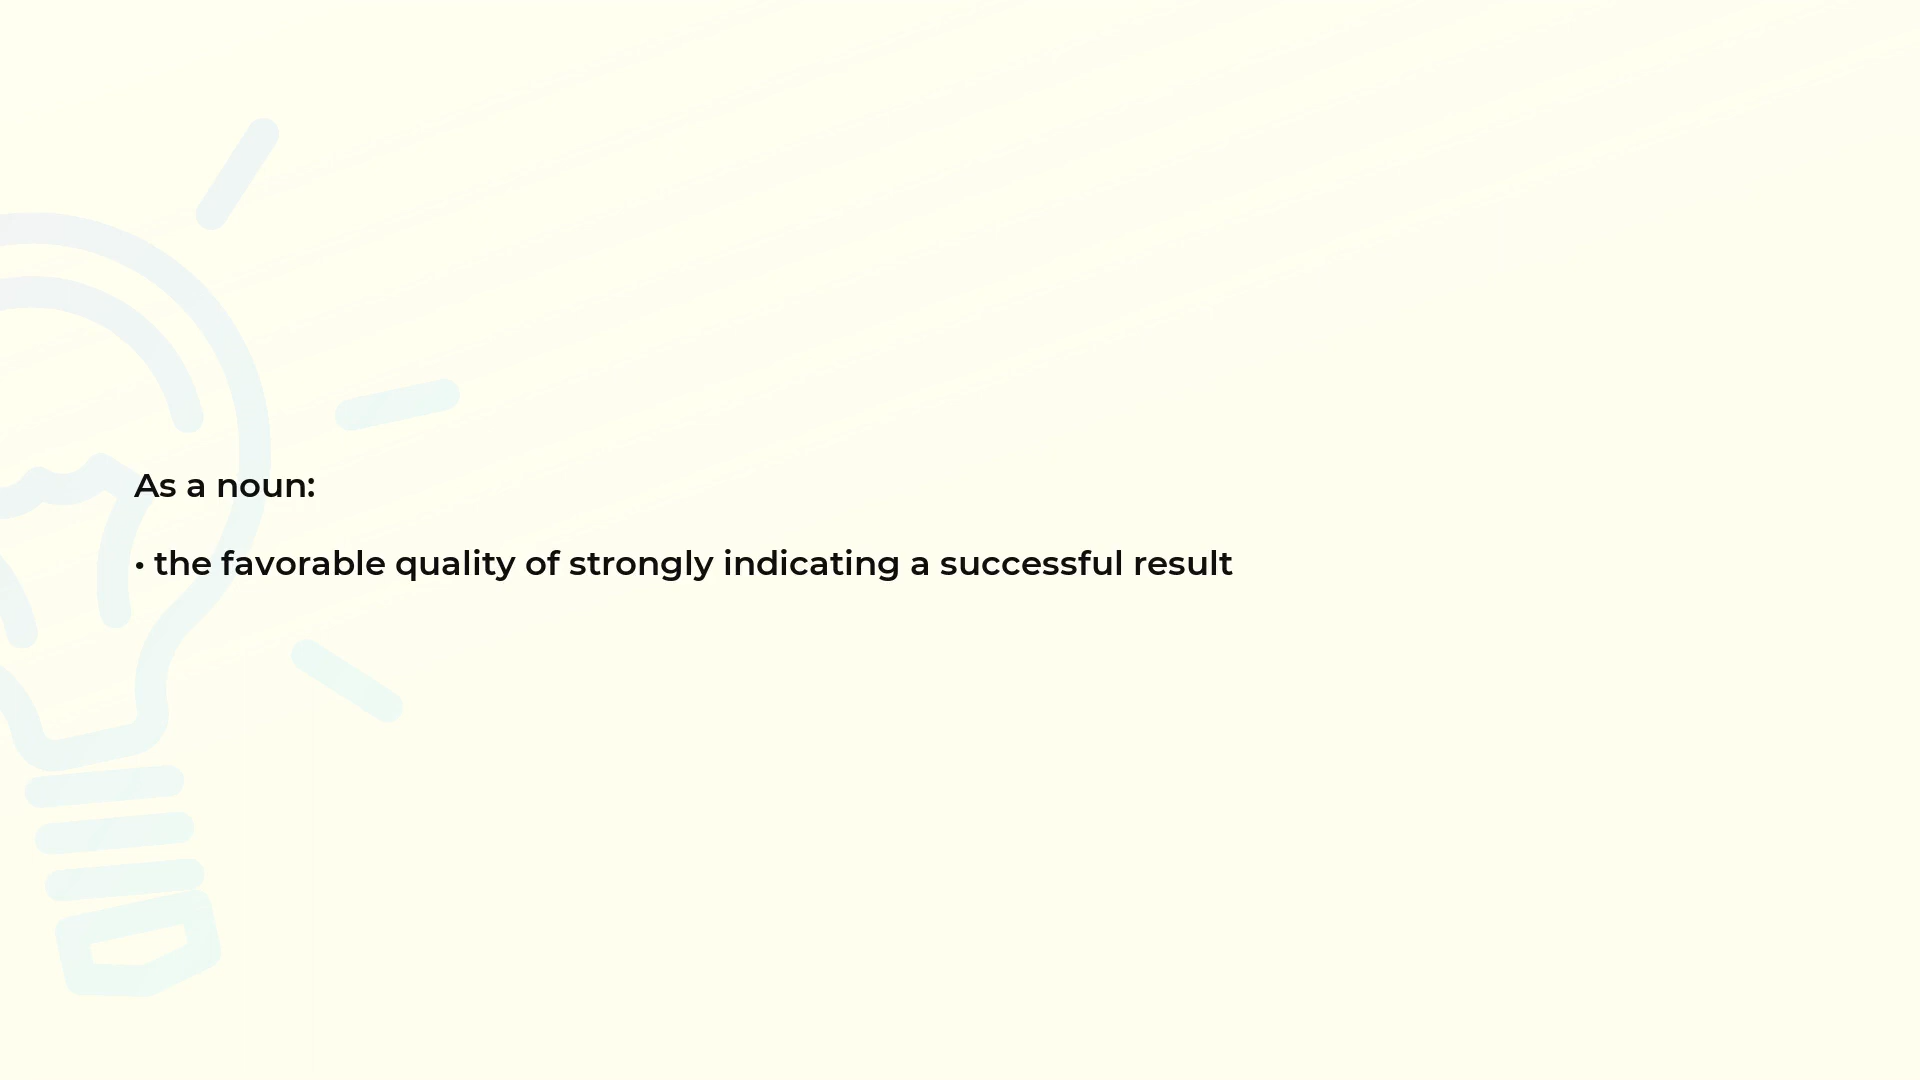 As a noun:
• the favorable quality of strongly indicating a successful result